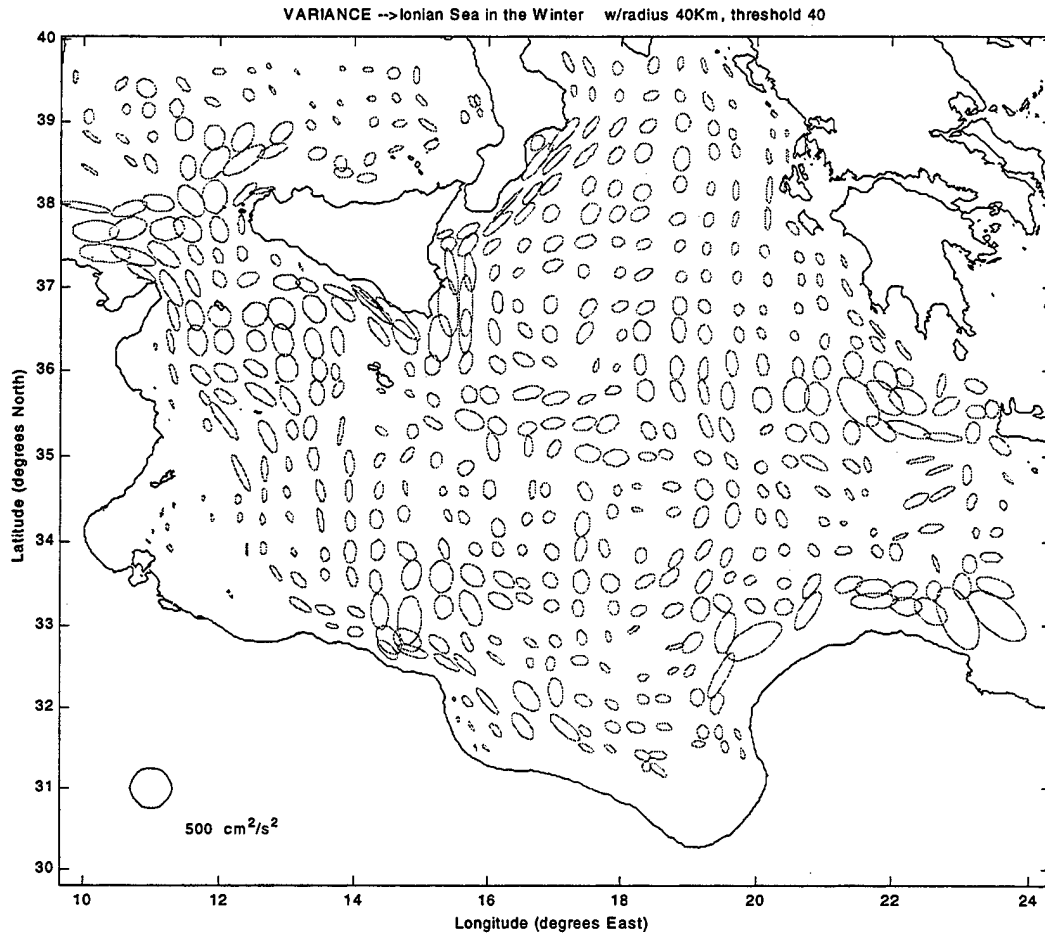 VARIANCE -->Ionian Sea in the Winter w/radius 40Km, threshold 40
40
39
38
37
36
35
34
33
32
31
30
Latitude (degrees North)
500 cm²/s²
10 12 14 16 18 20 22 24
Longitude (degrees East)